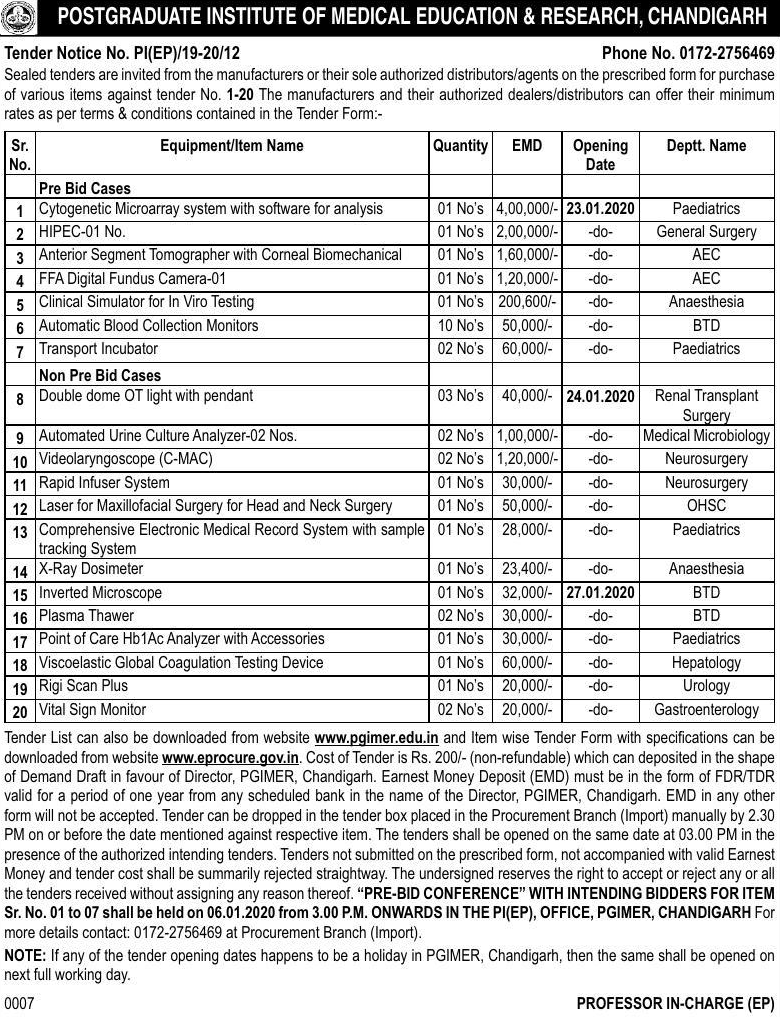 POSTGRADUATE INSTITUTE OF MEDICAL EDUCATION & RESEARCH, CHANDIGARH
Tender Notice No. PI(EP)/19-20/12 Phone No. 0172-2756469
Sealed tenders are invited from the manufacturers or their sole authorized distributors/agents on the prescribed form for purchase
of various items against tender No. 1-20 The manufacturers and their authorized dealers/distributors can offer their minimum
rates as per terms & conditions contained in the Tender Form:-
Sr. No. Equipment/Item Name Quantity EMD Opening Date Deptt. Name
Pre Bid Cases
1 Cytogenetic Microarray system with software for analysis 01 No's 4,00,000/- 23.01.2020 Paediatrics
2 HIPEC-01 No. 01 No's 2,00,000/- -do- General Surgery
3 Anterior Segment Tomographer with Corneal Biomechanical 01 No's 1,60,000/- -do- AEC
4 FFA Digital Fundus Camera-01 01 No's 1,20,000/- -do- AEC
5 Clinical Simulator for In Viro Testing 01 No's 200,600/- -do- Anaesthesia
6 Automatic Blood Collection Monitors 10 No's 50,000/- -do- BTD
7 Transport Incubator 02 No's 60,000/- -do- Paediatrics
Non Pre Bid Cases
8 Double dome OT light with pendant 03 No's 40,000/- 24.01.2020 Renal Transplant
Surgery
9 Automated Urine Culture Analyzer-02 Nos. 02 No's 1,00,000/- -do- Medical Microbiology
10 Videolaryngoscope (C-MAC) 02 No's 1,20,000/- -do- Neurosurgery
11 Rapid Infuser System 01 No's 30,000/- -do- Neurosurgery
12 Laser for Maxillofacial Surgery for Head and Neck Surgery 01 No's 50,000/- -do- OHSC
13 Comprehensive Electronic Medical Record System with sample 01 No's 28,000/- -do- Paediatrics
tracking System
14 X-Ray Dosimeter 01 No's 23,400/- -do- Anaesthesia
15 Inverted Microscope 01 No's 32,000/- 27.01.2020 BTD
16 Plasma Thawer 02 No's 30,000/- -do- BTD
17 Point of Care Hb1Ac Analyzer with Accessories 01 No's 30,000/- -do- Paediatrics
18 Viscoelastic Global Coagulation Testing Device 01 No's 60,000/- -do- Hepatology
19 Rigi Scan Plus 01 No's 20,000/- -do- Urology
20 Vital Sign Monitor 02 No's 20,000/- -do- Gastroenterology
Tender List can also be downloaded from website www.pgimer.edu.in and Item wise Tender Form with specifications can be
downloaded from website www.eprocure.gov.in. Cost of Tender is Rs. 200/- (non-refundable) which can deposited in the shape
of Demand Draft in favour of Director, PGIMER, Chandigarh. Earnest Money Deposit (EMD) must be in the form of FDR/TDR
valid for a period of one year from any scheduled bank in the name of the Director, PGIMER, Chandigarh. EMD in any other
form will not be accepted. Tender can be dropped in the tender box placed in the Procurement Branch (Import) manually by 2.30
PM on or before the date mentioned against respective item. The tenders shall be opened on the same date at 03.00 PM in the
presence of the authorized intending tenders. Tenders not submitted on the prescribed form, not accompanied with valid Earnest
Money and tender cost shall be summarily rejected straightway. The undersigned reserves the right to accept or reject any or all
the tenders received without assigning any reason thereof. “PRE-BID CONFERENCE” WITH INTENDING BIDDERS FOR ITEM
Sr. No. 01 to 07 shall be held on 06.01.2020 from 3.00 P.M. ONWARDS IN THE PI(EP), OFFICE, PGIMER, CHANDIGARH For
more details contact: 0172-2756469 at Procurement Branch (Import).
NOTE: If any of the tender opening dates happens to be a holiday in PGIMER, Chandigarh, then the same shall be opened on
next full working day.
0007 PROFESSOR IN-CHARGE (EP)